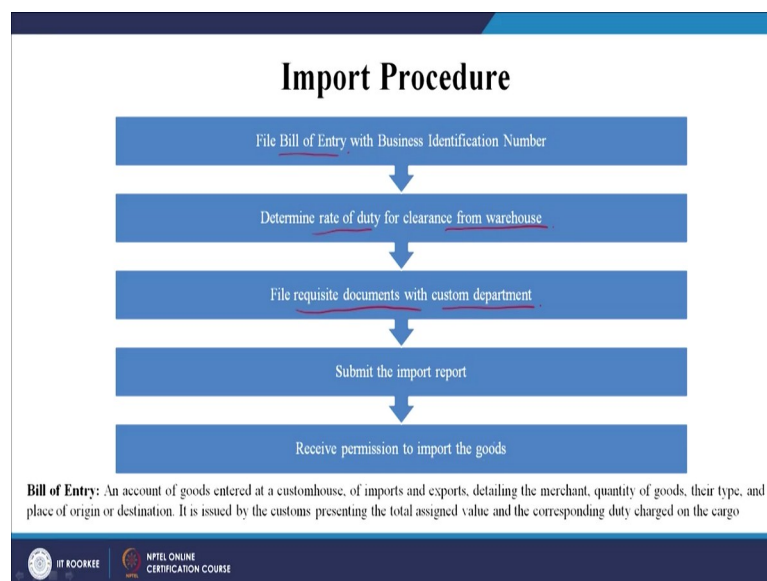 Import Procedure
File Bill of Entry with Business Identification Number
Determine rate of duty for clearance from warehouse
File requisite documents with custom department
Submit the import report
Receive permission to import the goods
Bill of Entry: An account of goods entered at a customhouse, of imports and exports, detailing the merchant, quantity of goods, their type, and
place of origin or destination. It is issued by the customs presenting the total assigned value and the corresponding duty charged on the cargo
IIT ROORKEE
NPTEL ONLINE
CERTIFICATION COURSE